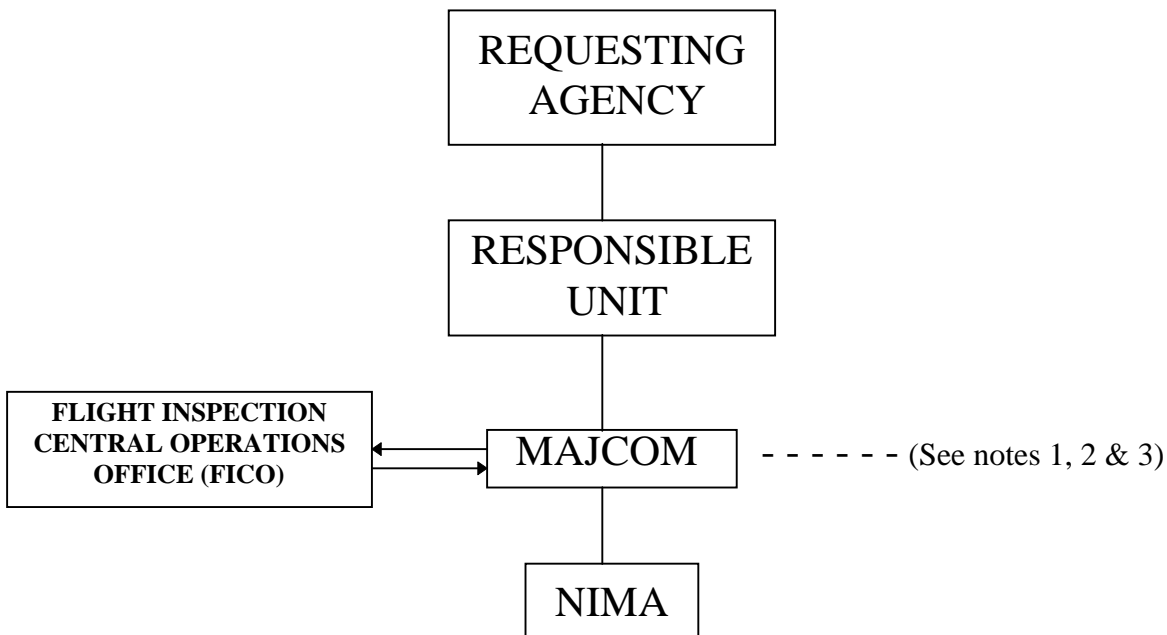 REQUESTING
AGENCY
RESPONSIBLE
UNIT
FLIGHT INSPECTION
CENTRAL OPERATIONS
OFFICE (FICO)
MAJCOM
(See notes 1, 2 & 3)
NIMA